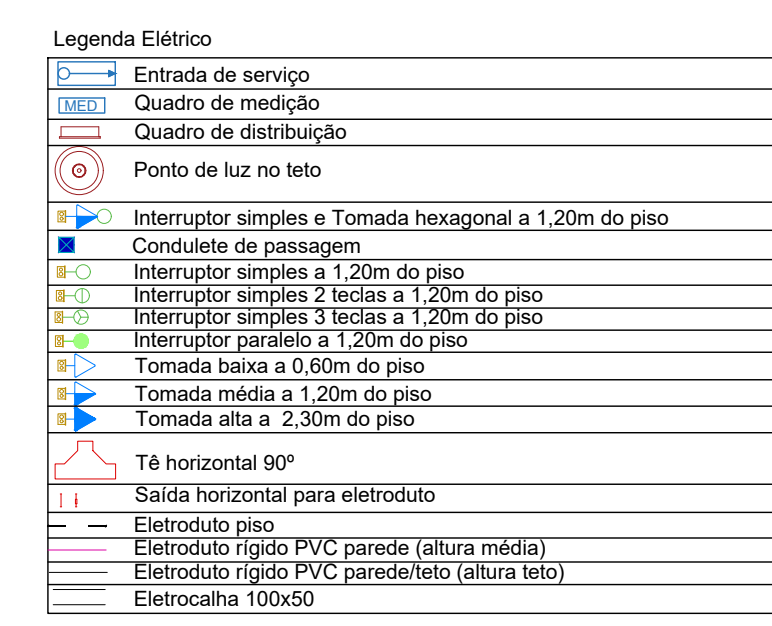 Legenda Elétrico
Entrada de serviço
MED Quadro de medição
Quadro de distribuição
Ponto de luz no teto
Interruptor simples e Tomada hexagonal a 1,20m do piso
Condulete de passagem
Interruptor simples a 1,20m do piso
Interruptor simples 2 teclas a 1,20m do piso
Interruptor simples 3 teclas a 1,20m do piso
Interruptor paralelo a 1,20m do piso
Tomada baixa a 0,60m do piso
Tomada média a 1,20m do piso
Tomada alta a 2,30m do piso
Tê horizontal 90º
Saída horizontal para eletroduto
Eletroduto piso
Eletroduto rígido PVC parede (altura média)
Eletroduto rígido PVC parede/teto (altura teto)
Eletrocalha 100x50